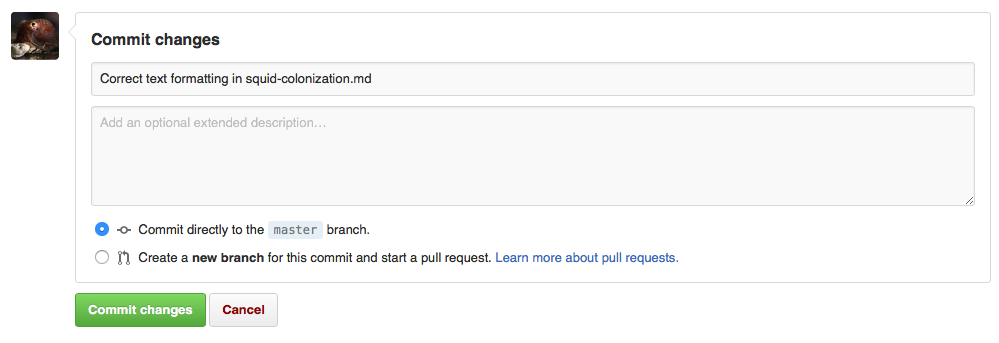 Commit changes
Correct text formatting in squid-colonization.md
Add an optional extended description…
Commit directly to the master branch.
Create a new branch for this commit and start a pull request. Learn more about pull requests.
Commit changes Cancel